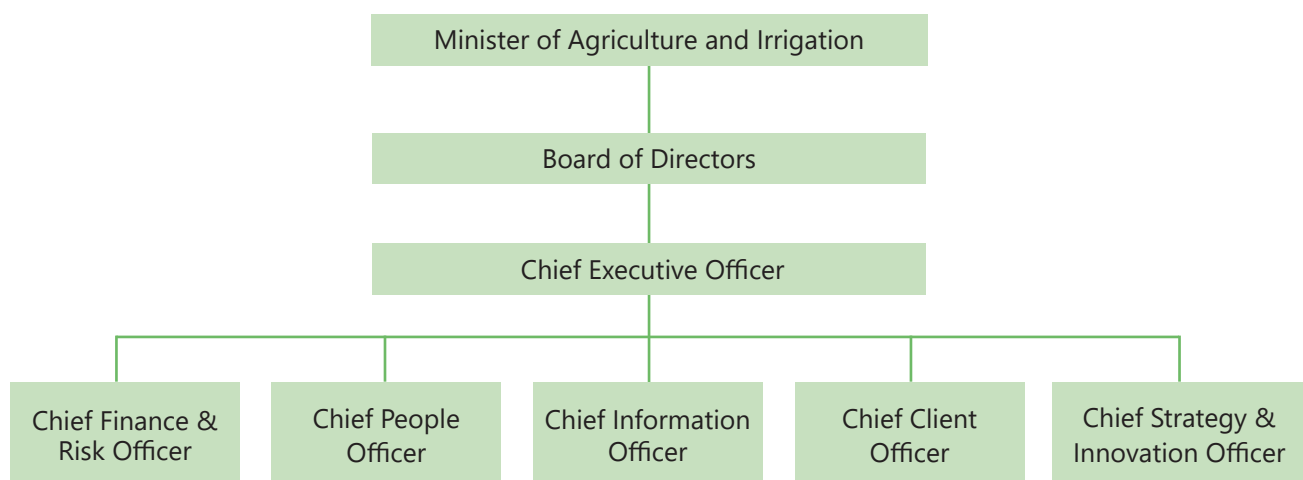 Minister of Agriculture and Irrigation
Board of Directors
Chief Executive Officer
Chief Finance &
Risk Officer
Chief People
Officer
Chief Information
Officer
Chief Client
Officer
Chief Strategy &
Innovation Officer